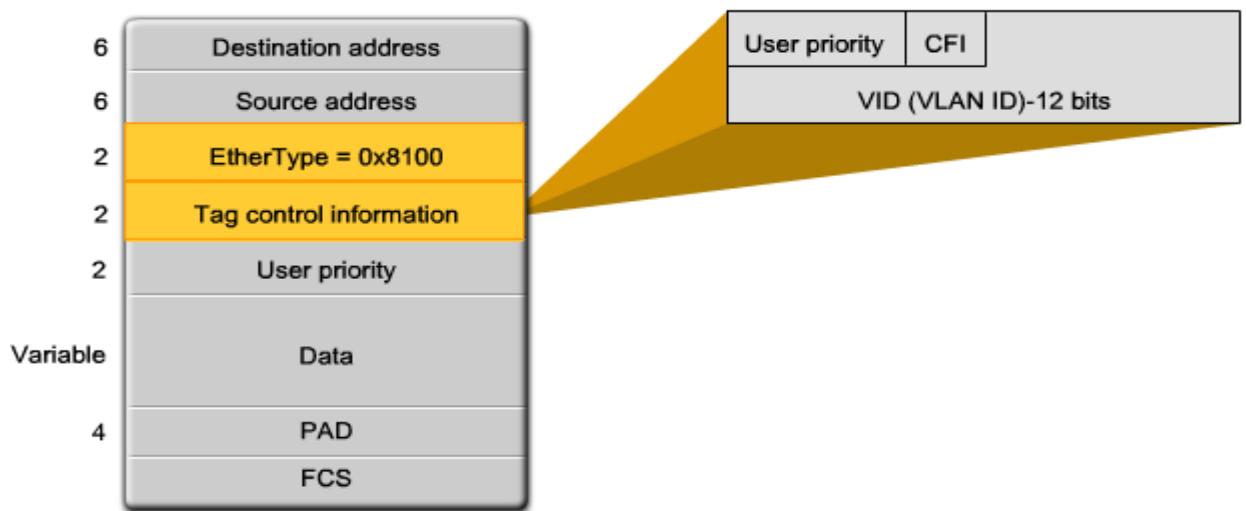 6 Destination address
6 Source address
2 EtherType = 0x8100
2 Tag control information
2 User priority
Variable Data
4 PAD
FCS
User priority CFI
VID (VLAN ID)-12 bits